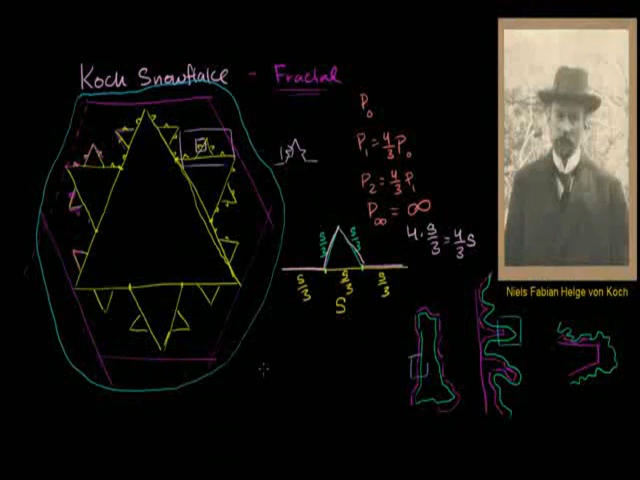 Koch Snowflake - Fractal
P₀
P₁ = 4/3 P₀
P₂ = 4/3 P₁
P∞ = ∞
4 · S/3 = 4/3 S
S/3 S/3
S/3 S/3 S/3
S
Niels Fabian Helge von Koch